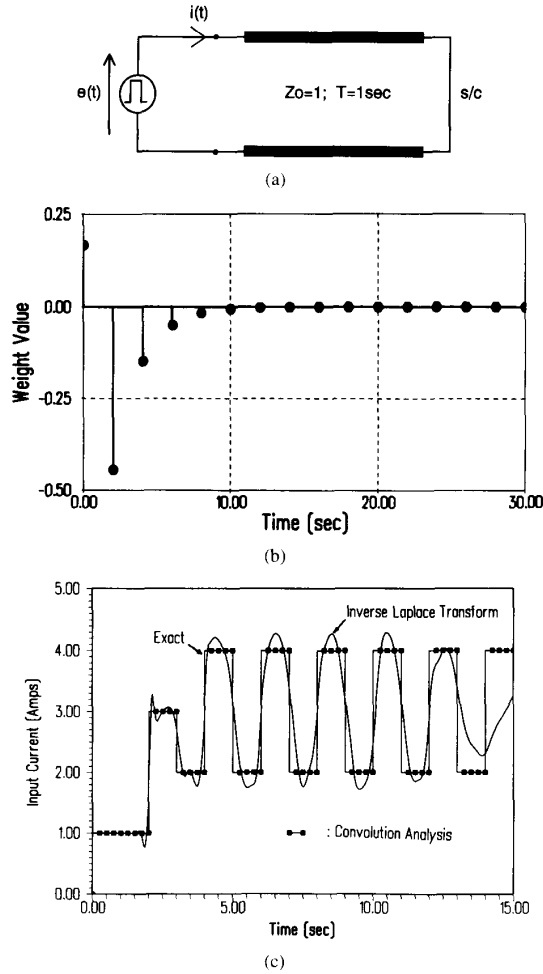 i(t)
e(t)
Zo=1; T=1sec
s/c
(a)
0.25
0.00
-0.25
-0.50
Weight Value
0.00
10.00
20.00
30.00
Time (sec)
(b)
5.00
4.00
3.00
2.00
1.00
0.00
Input Current (Amps)
Inverse Laplace Transform
Exact
: Convolution Analysis
0.00
5.00
10.00
15.00
Time (sec)
(c)